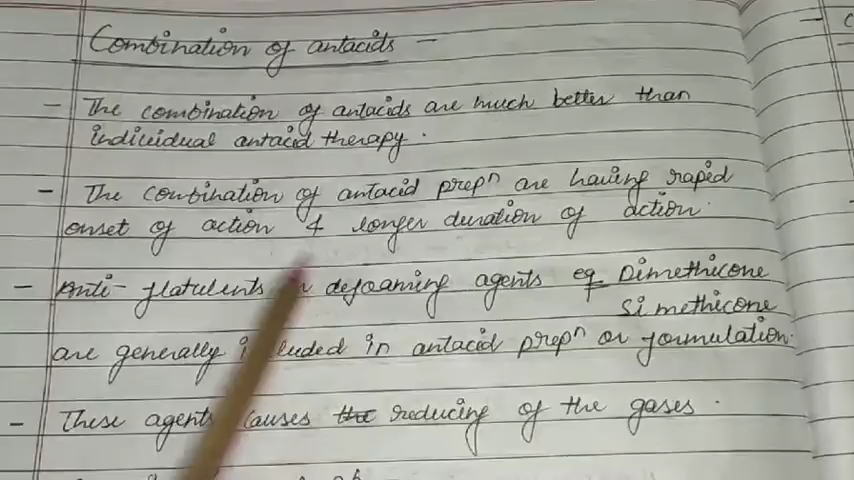 Combination of antacids -
- The combination of antacids are much better than
individual antacid therapy.
- The combination of antacid prepⁿ are having rapid
onset of action & longer duration of action.
- Anti-flatulents defoaming agents eg Dimethicone
Simethicone
are generally included in antacid prepⁿ or formulation.
- These agents causes the reducing of the gases.